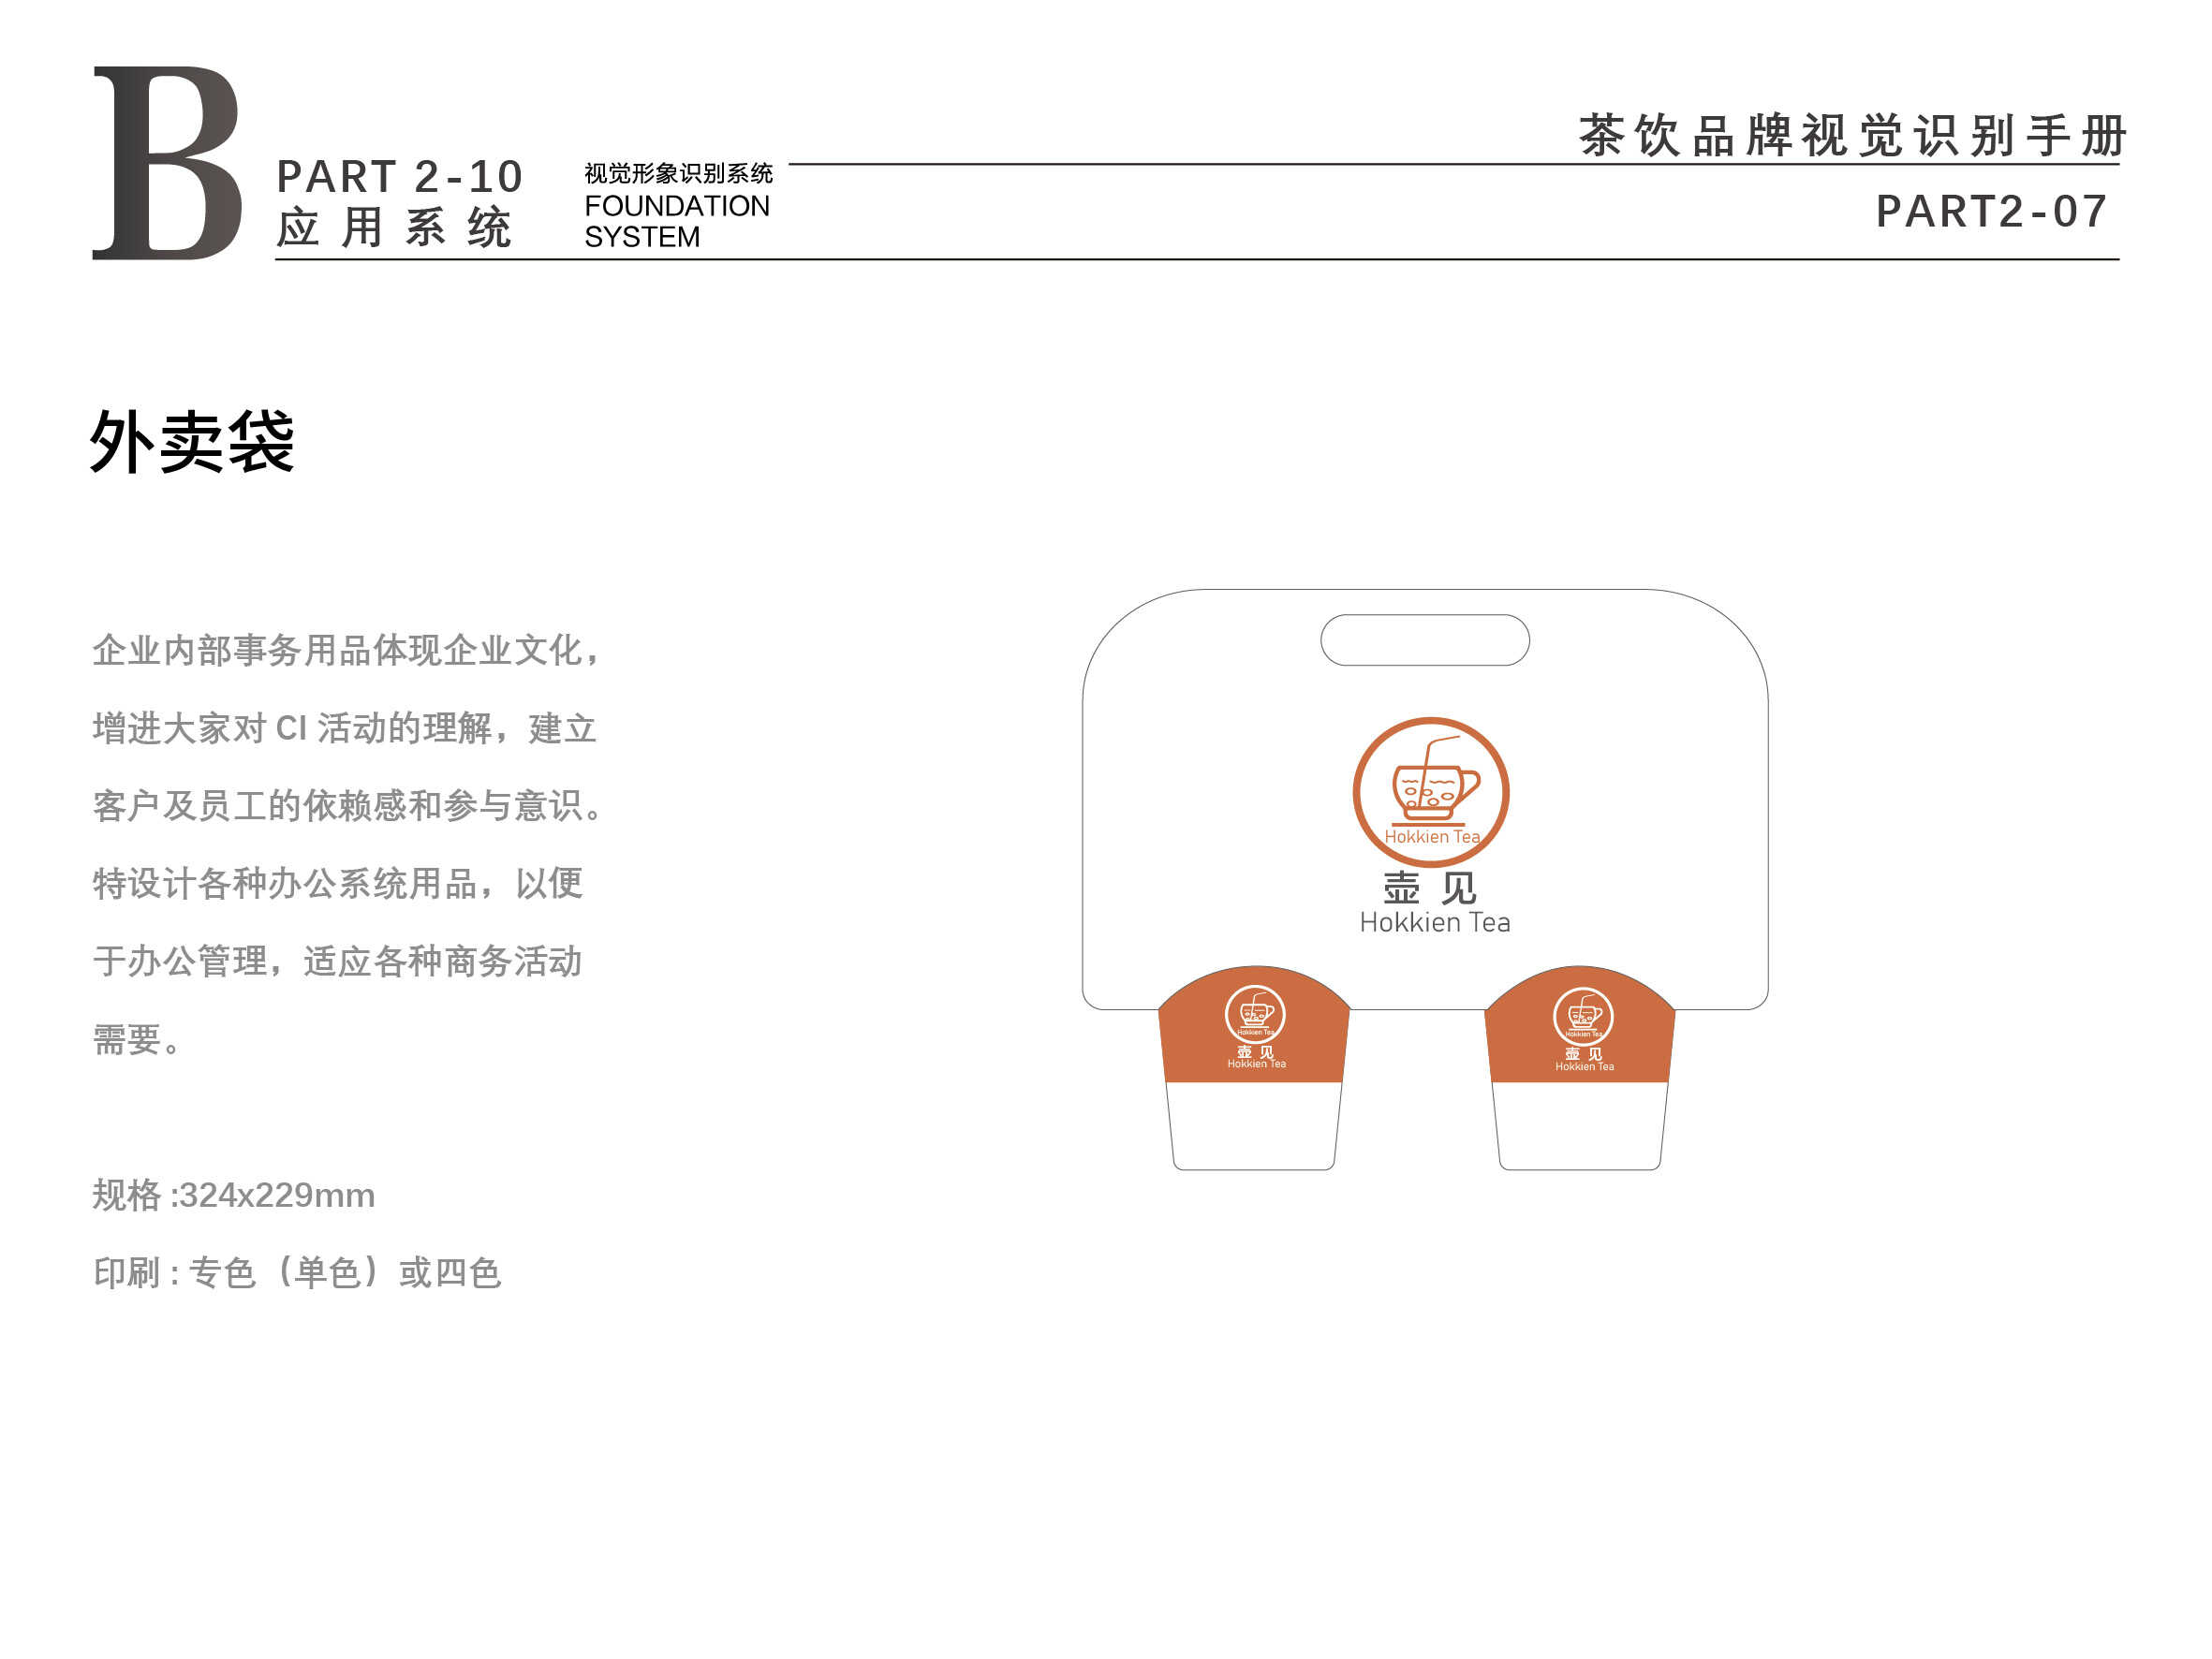 B
PART 2-10
应用系统
视觉形象识别系统
FOUNDATION
SYSTEM
茶饮品牌视觉识别手册
PART2-07
外卖袋
企业内部事务用品体现企业文化，
增进大家对 CI 活动的理解，建立
客户及员工的依赖感和参与意识。
特设计各种办公系统用品，以便
于办公管理，适应各种商务活动
需要。
规格 :324x229mm
印刷 : 专色（单色）或四色
Hokkien Tea
壶见
Hokkien Tea
Hokkien Tea
壶见
Hokkien Tea
Hokkien Tea
壶见
Hokkien Tea